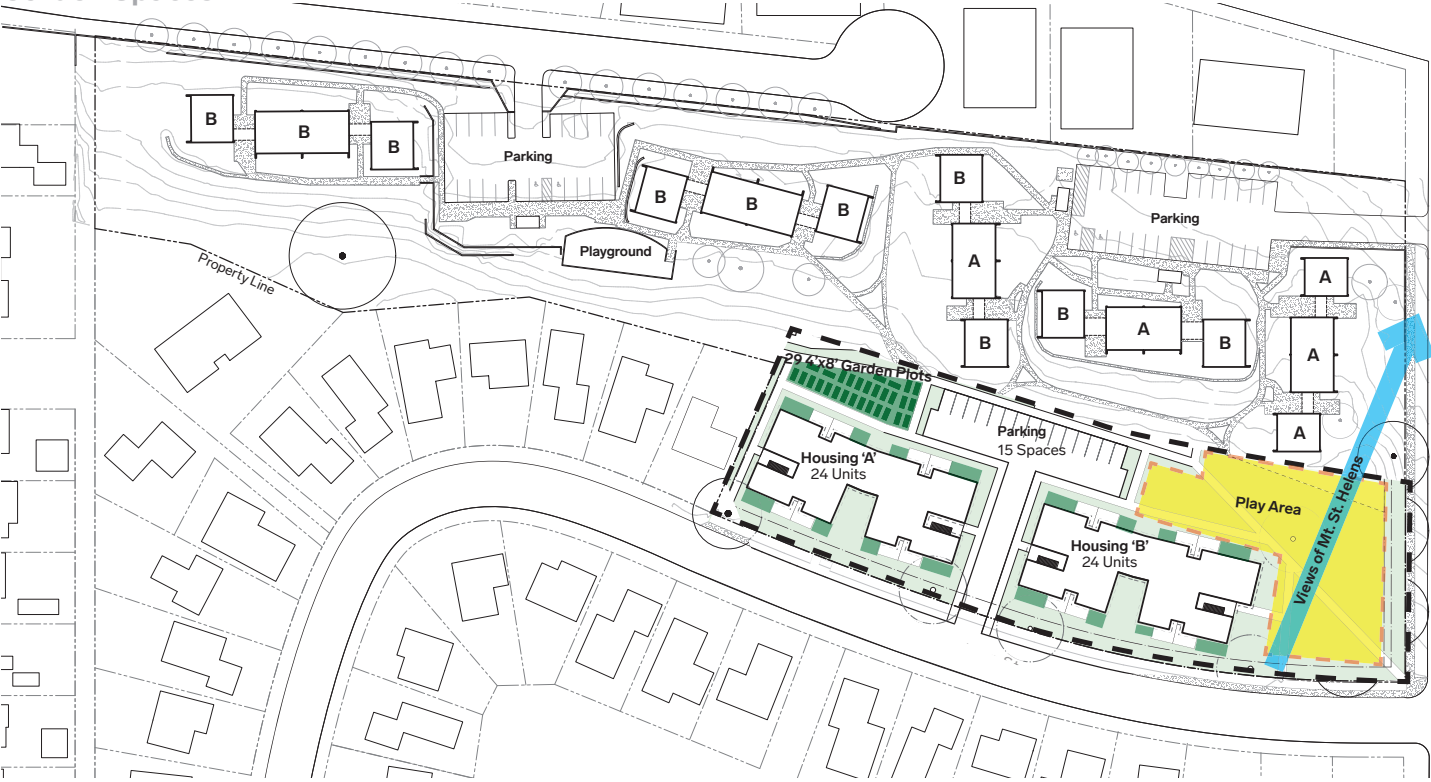 B
B
B
Parking
B
B
B
B
A
B
Parking
B
A
B
A
A
A
Playground
Property Line
29 4'x8' Garden Plots
Parking
15 Spaces
Housing ‘A’
24 Units
Housing ‘B’
24 Units
Play Area
Views of Mt. St. Helens